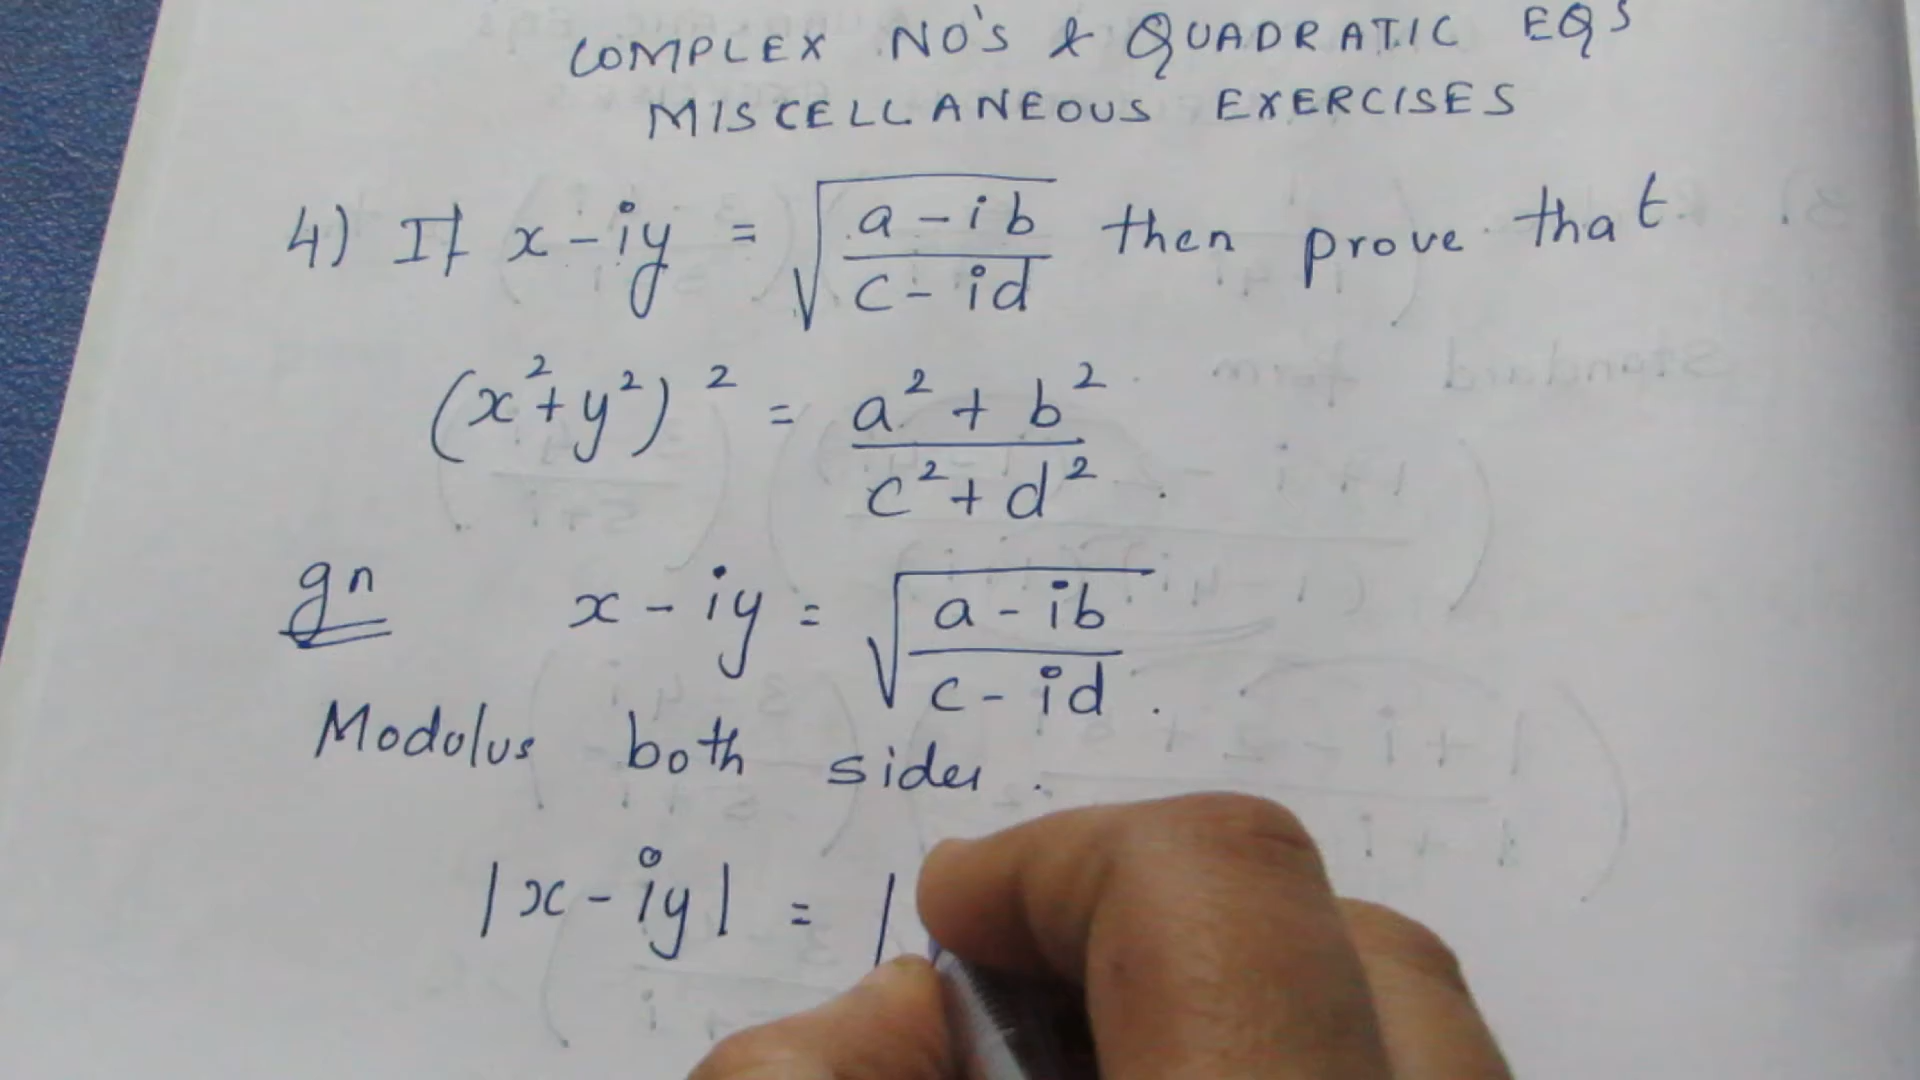 COMPLEX NO'S & QUADRATIC EQS
MISCELLANEOUS EXERCISES
4) If x - iy = √(a - ib / c - id) then prove that
(x² + y²)² = a² + b² / c² + d² .
gn x - iy = √(a - ib / c - id) .
Modulus both sides .
|x - iy| = |